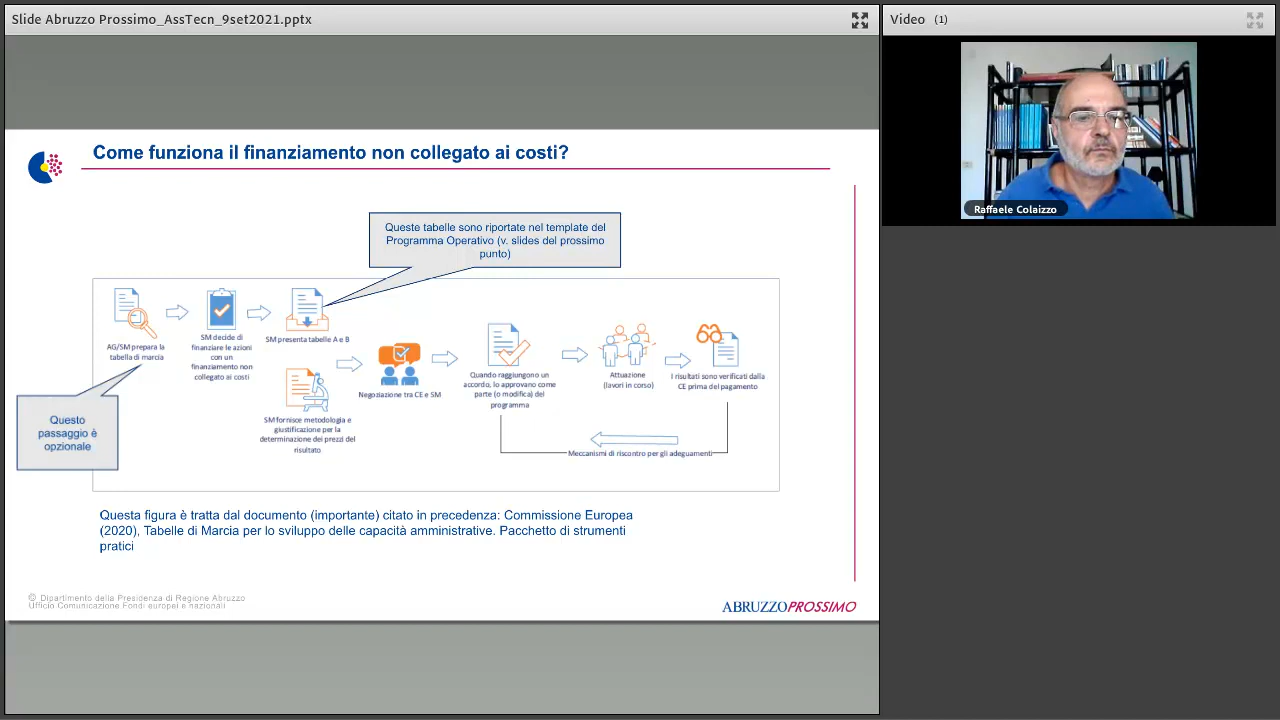 Slide Abruzzo Prossimo_AssTecn_9set2021.pptx
Video (1)
Raffaele Colaizzo
Come funziona il finanziamento non collegato ai costi?
Queste tabelle sono riportate nel template del
Programma Operativo (v. slides del prossimo
punto)
AG/SM prepara la
tabella di marcia
SM decide di
finanziare le azioni
con un
finanziamento non
collegato ai costi
SM presenta tabelle A e B
SM fornisce metodologia e
giustificazione per la
determinazione dei prezzi del
risultato
Negoziazione tra CE e SM
Quando raggiungono un
accordo, lo approvano come
parte (o modifica) del
programma
Attuazione
(lavori in corso)
I risultati sono verificati dalla
CE prima del pagamento
Meccanismi di riscontro per gli adeguamenti
Questo
passaggio è
opzionale
Questa figura è tratta dal documento (importante) citato in precedenza: Commissione Europea
(2020), Tabelle di Marcia per lo sviluppo delle capacità amministrative. Pacchetto di strumenti
pratici
© Dipartimento della Presidenza di Regione Abruzzo
Ufficio Comunicazione Fondi europei e nazionali
ABRUZZOPROSSIMO